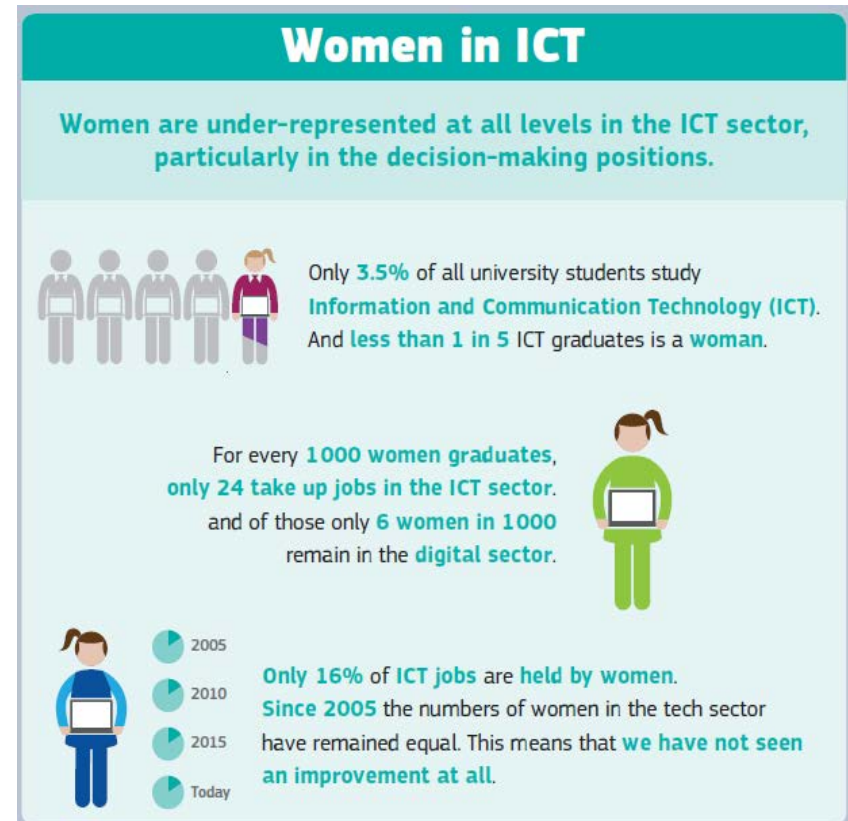 Women in ICT
Women are under-represented at all levels in the ICT sector,
particularly in the decision-making positions.
Only 3.5% of all university students study
Information and Communication Technology (ICT).
And less than 1 in 5 ICT graduates is a woman.
For every 1000 women graduates,
only 24 take up jobs in the ICT sector.
and of those only 6 women in 1000
remain in the digital sector.
2005
2010
2015
Today
Only 16% of ICT jobs are held by women.
Since 2005 the numbers of women in the tech sector
have remained equal. This means that we have not seen
an improvement at all.